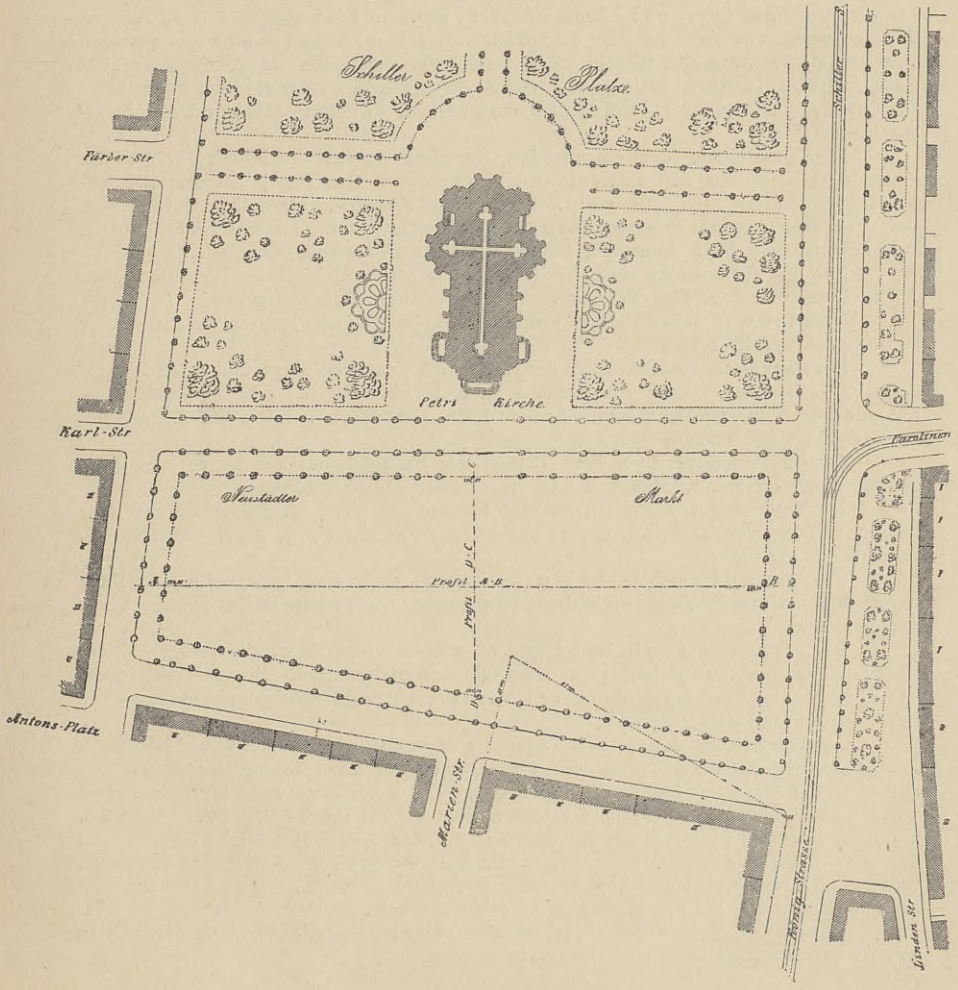 Schiller Platze.
Färber-Str
Schiller
Petri Kirche.
Karl-Str
Carolinen
Neustädter Markt
C
Profil D-C
A
Profil A-B
B
D
Antons-Platz
Marien-Str.
König Strasse
Linden Str